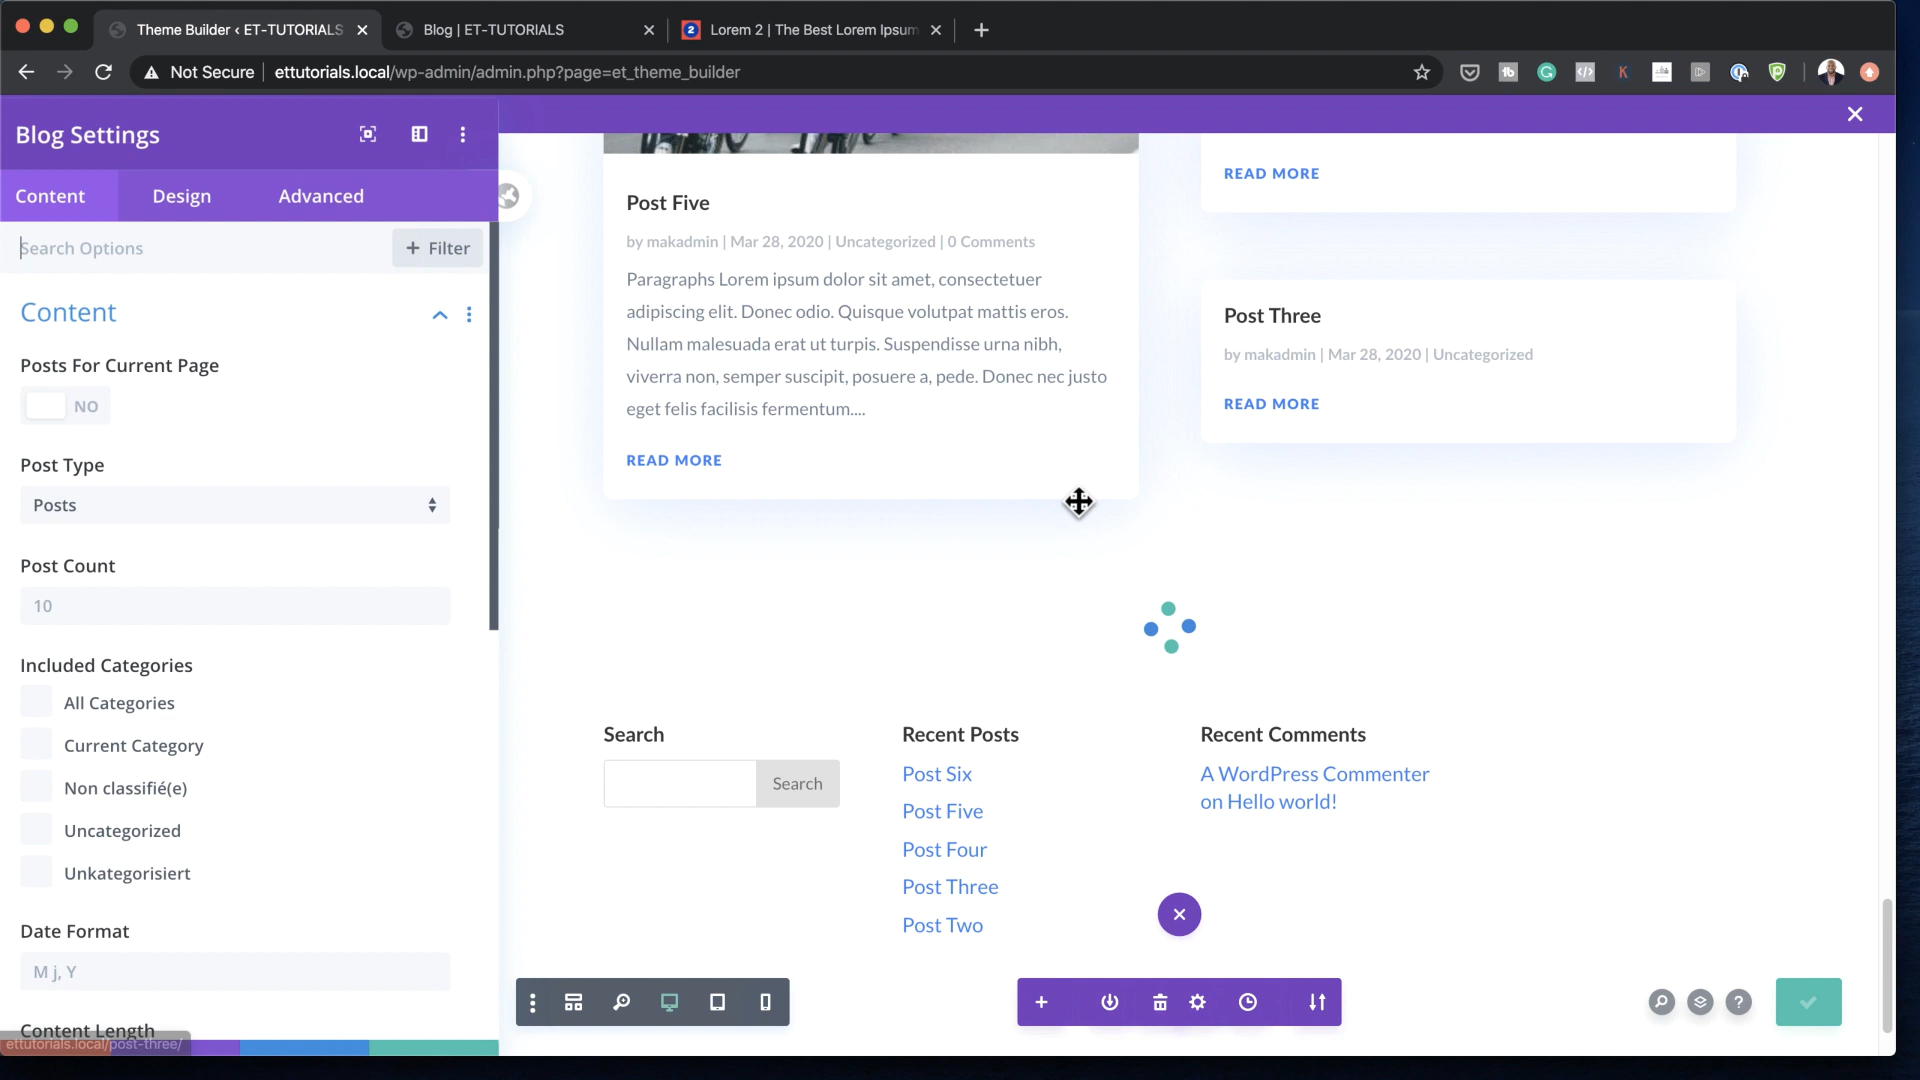 Theme Builder ‹ ET-TUTORIALS
Blog | ET-TUTORIALS
2 Lorem 2 | The Best Lorem Ipsum
Not Secure
ettutorials.local/wp-admin/admin.php?page=et_theme_builder
Blog Settings
Content
Design
Advanced
Search Options
+ Filter
Content
Posts For Current Page
NO
Post Type
Posts
Post Count
10
Included Categories
All Categories
Current Category
Non classifié(e)
Uncategorized
Unkategorisiert
Date Format
M j, Y
Content Length
ettutorials.local/post-three/
Post Five
by makadmin | Mar 28, 2020 | Uncategorized | 0 Comments
Paragraphs Lorem ipsum dolor sit amet, consectetuer
adipiscing elit. Donec odio. Quisque volutpat mattis eros.
Nullam malesuada erat ut turpis. Suspendisse urna nibh,
viverra non, semper suscipit, posuere a, pede. Donec nec justo
eget felis facilisis fermentum....
READ MORE
READ MORE
Post Three
by makadmin | Mar 28, 2020 | Uncategorized
READ MORE
Search
Search
Recent Posts
Post Six
Post Five
Post Four
Post Three
Post Two
Recent Comments
A WordPress Commenter
on Hello world!